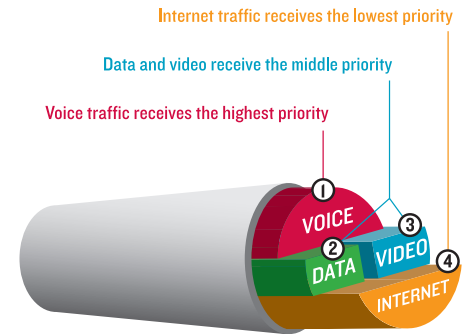 Internet traffic receives the lowest priority
Data and video receive the middle priority
Voice traffic receives the highest priority
1
VOICE
2
3
DATA
VIDEO
4
INTERNET